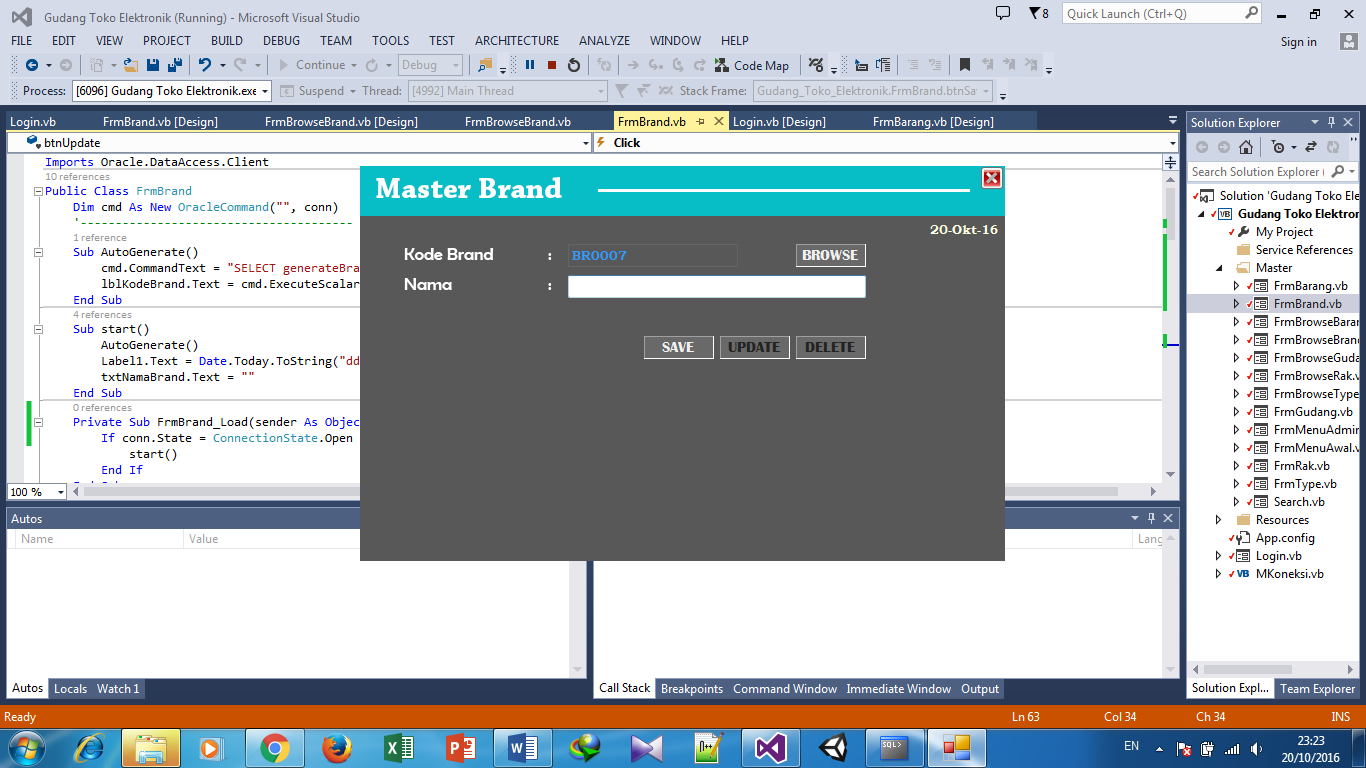 Gudang Toko Elektronik (Running) - Microsoft Visual Studio
8
Quick Launch (Ctrl+Q)
FILE EDIT VIEW PROJECT BUILD DEBUG TEAM TOOLS TEST ARCHITECTURE ANALYZE WINDOW HELP
Sign in
Continue Debug Code Map
Process: [6096] Gudang Toko Elektronik.exe Suspend Thread: [4992] Main Thread Stack Frame: Gudang_Toko_Elektronik.FrmBrand.btnSa
Login.vb FrmBrand.vb [Design] FrmBrowseBrand.vb [Design] FrmBrowseBrand.vb FrmBrand.vb Login.vb [Design] FrmBarang.vb [Design]
btnUpdate Click
Imports Oracle.DataAccess.Client
10 references
Public Class FrmBrand
Dim cmd As New OracleCommand("", conn)
'---------------------------------------
1 reference
Sub AutoGenerate()
cmd.CommandText = "SELECT generateBra
lblKodeBrand.Text = cmd.ExecuteScalar
End Sub
4 references
Sub start()
AutoGenerate()
Label1.Text = Date.Today.ToString("dd
txtNamaBrand.Text = ""
End Sub
0 references
Private Sub FrmBrand_Load(sender As Objec
If conn.State = ConnectionState.Open
start()
End If
100 %
Master Brand
20-Okt-16
Kode Brand : BR0007 BROWSE
Nama :
SAVE UPDATE DELETE
Autos
Name Value
Lang
Autos Locals Watch 1
Call Stack Breakpoints Command Window Immediate Window Output
Solution Explorer
Search Solution Explorer (
Solution 'Gudang Toko Ele
VB Gudang Toko Elektror
My Project
Service References
Master
FrmBarang.vb
FrmBrand.vb
FrmBrowseBarar
FrmBrowseBranc
FrmBrowseGuda
FrmBrowseRak.v
FrmBrowseType
FrmGudang.vb
FrmMenuAdmir
FrmMenuAwal.v
FrmRak.vb
FrmType.vb
Search.vb
Resources
App.config
Login.vb
VB MKoneksi.vb
Solution Expl... Team Explorer
Ready Ln 63 Col 34 Ch 34 INS
SQL>
EN
23:23
20/10/2016